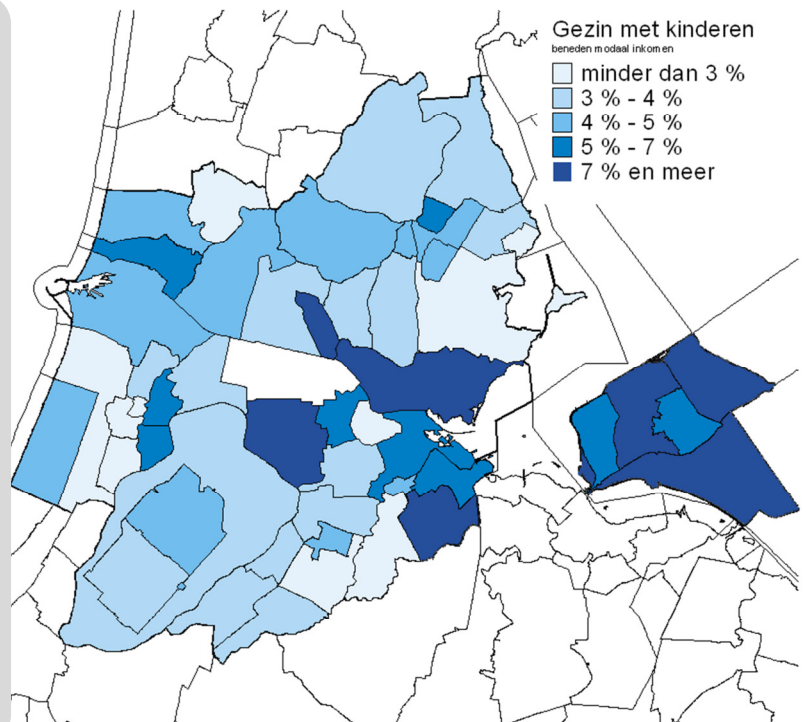 Gezin met kinderen
beneden modaal inkomen
minder dan 3 %
3 % - 4 %
4 % - 5 %
5 % - 7 %
7 % en meer